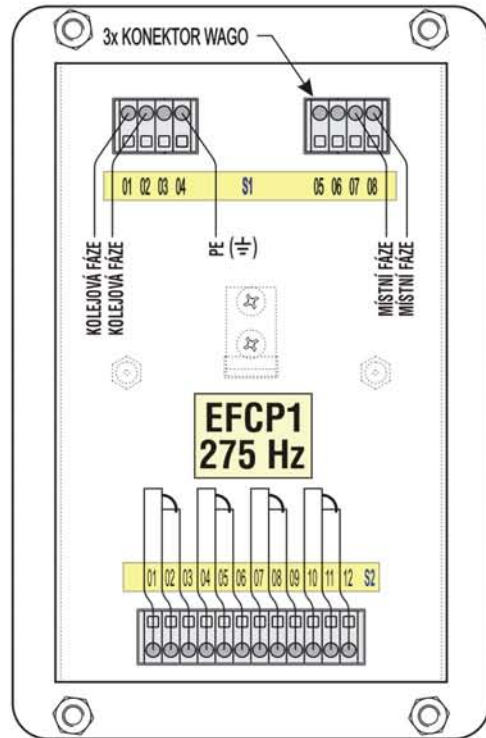 3x KONEKTOR WAGO
01 02 03 04 S1 05 06 07 08
KOLEJOVÁ FÁZE
KOLEJOVÁ FÁZE
PE (⏚)
MÍSTNÍ FÁZE
MÍSTNÍ FÁZE
EFCP1
275 Hz
01 02 03 04 05 06 07 08 09 10 11 12 S2